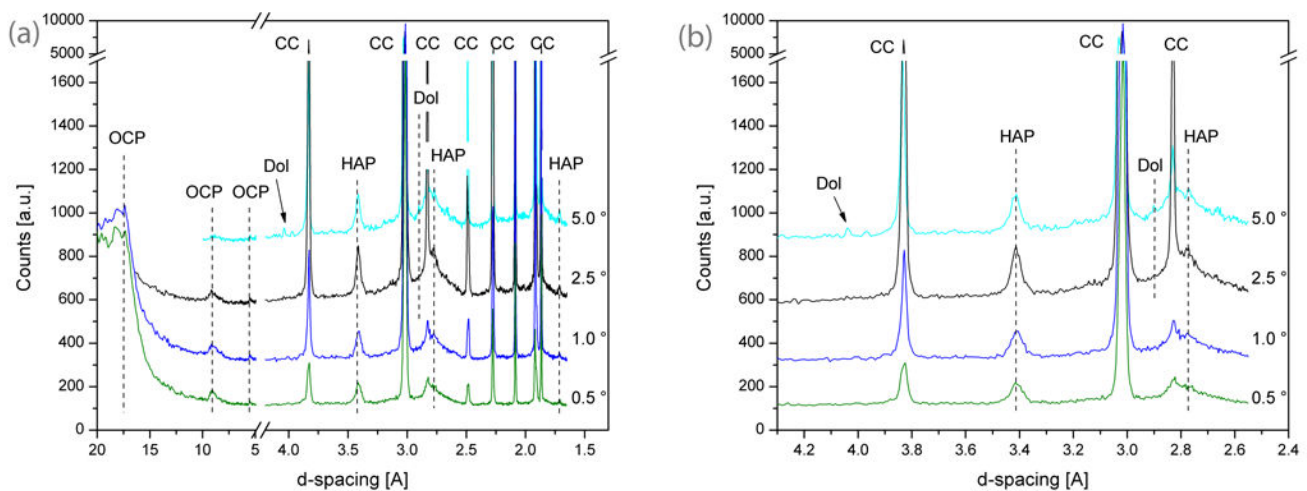 (a)
10000
5000
1600
1400
1200
1000
800
600
400
200
0
Counts [a.u.]
CC CC CC CC CC CC
OCP
OCP
OCP
Dol
HAP
Dol
HAP
HAP
5.0 °
2.5 °
1.0 °
0.5 °
20 15 10 5 4.0 3.5 3.0 2.5 2.0 1.5
d-spacing [A]
(b)
10000
5000
1600
1400
1200
1000
800
600
400
200
0
Counts [a.u.]
CC CC CC
Dol
HAP
Dol
HAP
5.0 °
2.5 °
1.0 °
0.5 °
4.2 4.0 3.8 3.6 3.4 3.2 3.0 2.8 2.6 2.4
d-spacing [A]